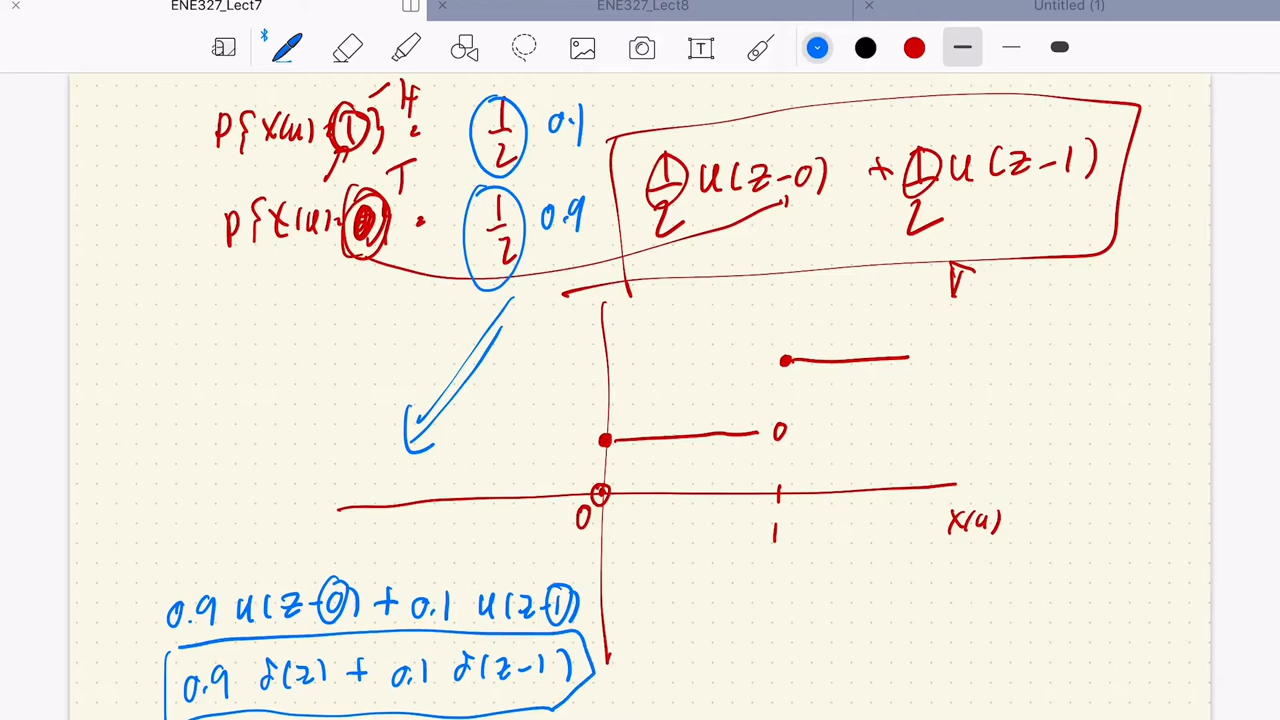 ENE327_Lect7
ENE327_Lect8
Untitled (1)
H
P{X(u)=1} = 1/2 0.1
T
P{X(u)=0} = 1/2 0.9
1/2 u(z-0) + 1/2 u(z-1)
0
0
1
X(u)
0.9 u(z-0) + 0.1 u(z-1)
0.9 δ(z) + 0.1 δ(z-1)